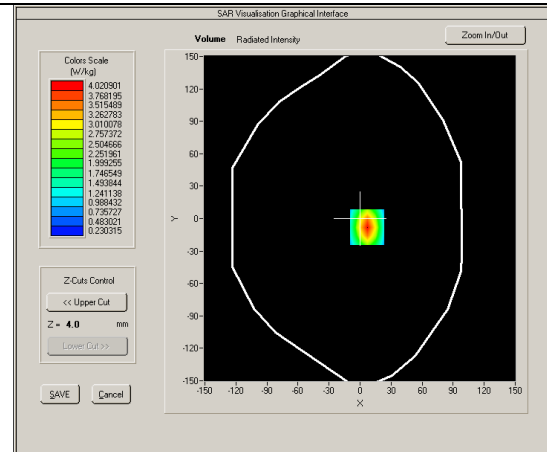 SAR Visualisation Graphical Interface
Volume Radiated Intensity
Zoom In/Out
Colors Scale
(W/kg)
4.020901
3.768195
3.515489
3.262783
3.010078
2.757372
2.504666
2.251961
1.999255
1.746549
1.493844
1.241138
0.988432
0.735727
0.483021
0.230315
Z-Cuts Control
<< Upper Cut
Z = 4.0 mm
Lower Cut >>
SAVE
Cancel
150
120
90
60
30
0
-30
-60
-90
-120
-150
Y
-150 -120 -90 -60 -30 0 30 60 90 120 150
X